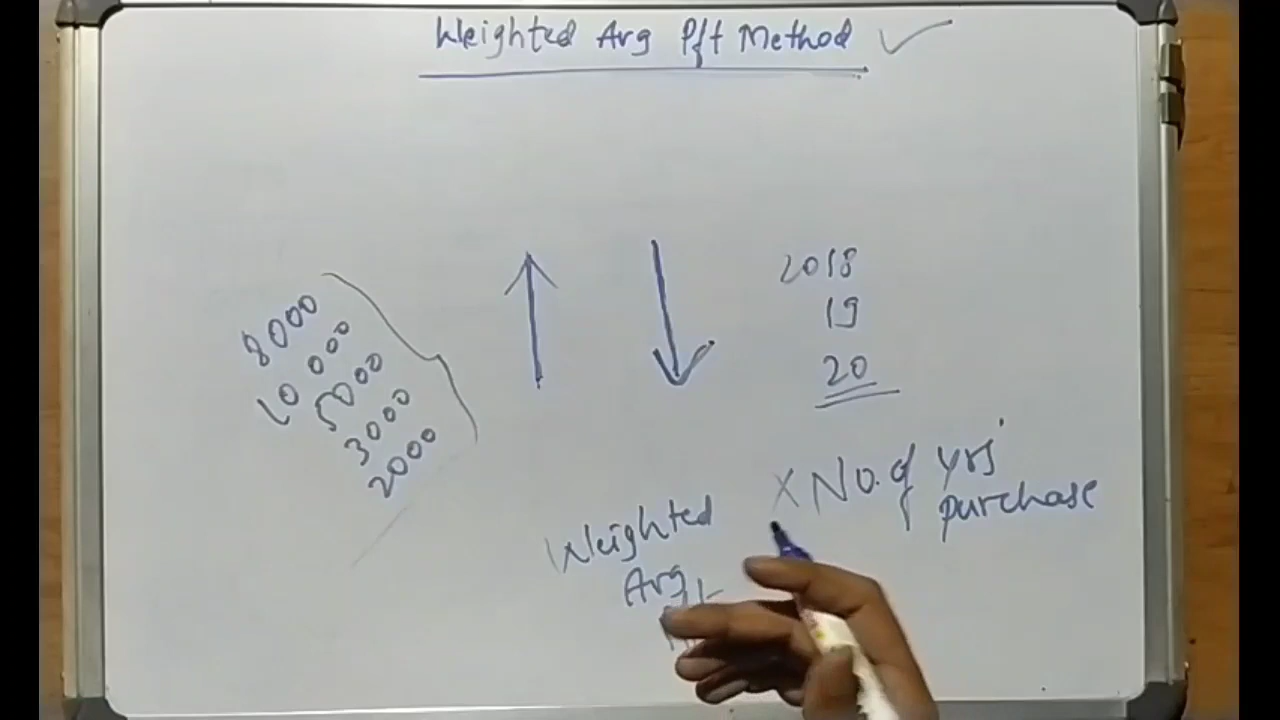 Weighted Avg Pft Method
8000
10000
5000
3000
2000
2018
19
20
Weighted
Avg
X No. of yrs'
purchase